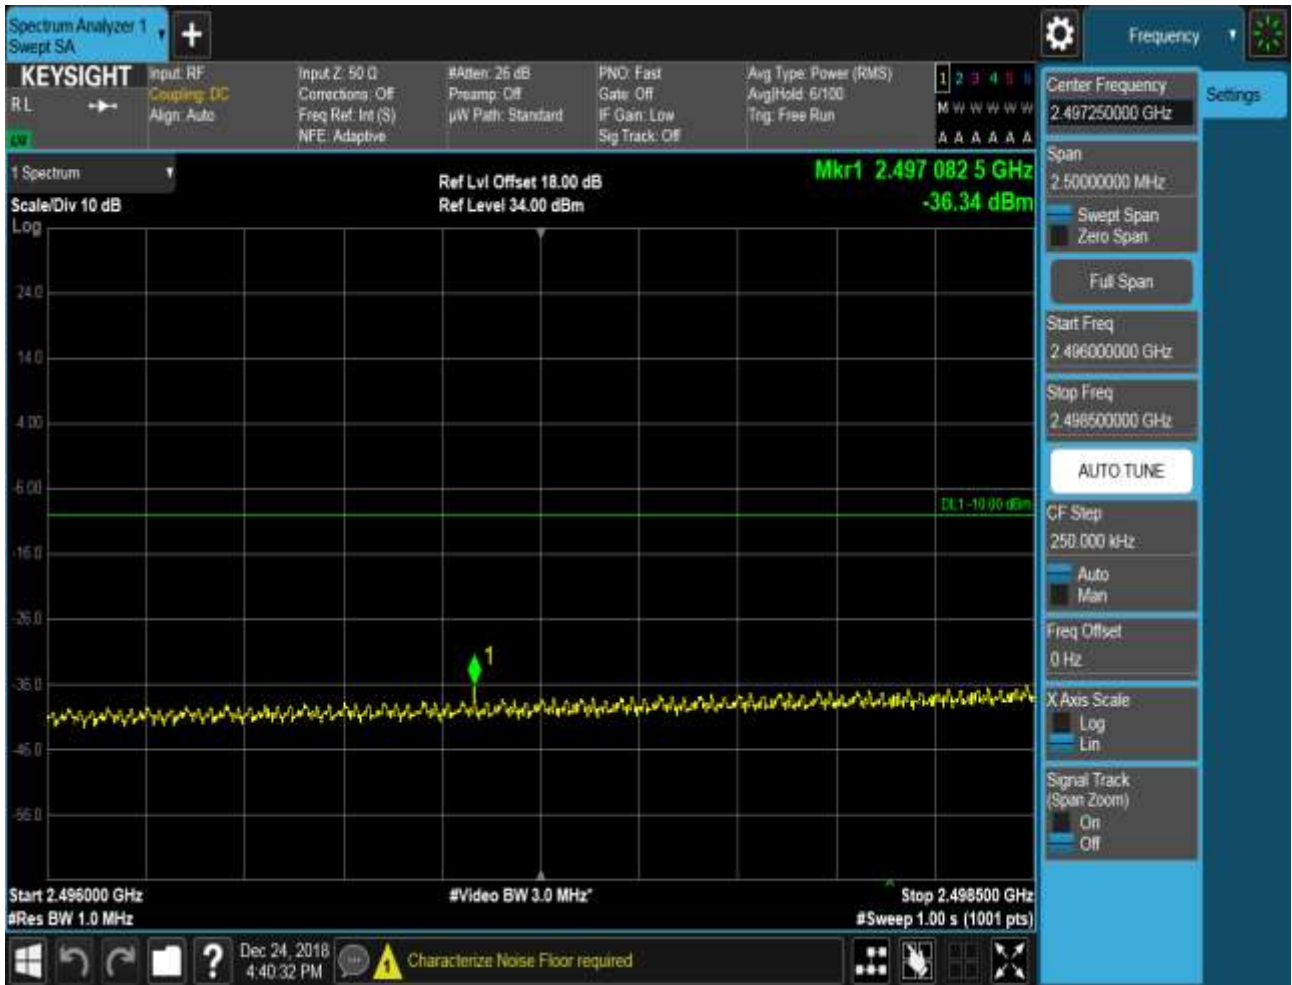 Spectrum Analyzer 1
Swept SA
Frequency
KEYSIGHT
R L
Input: RF
Coupling: DC
Align: Auto
Input Z: 50 Ω
Corrections: Off
Freq Ref: Int (S)
NFE: Adaptive
#Atten: 26 dB
Preamp: Off
µW Path: Standard
PNO: Fast
Gate: Off
IF Gain: Low
Sig Track: Off
Avg Type: Power (RMS)
Avg|Hold: 6/100
Trig: Free Run
1 2 3 4 5 6
M W W W W W
A A A A A A
Center Frequency
2.497250000 GHz
Settings
1 Spectrum
Ref Lvl Offset 18.00 dB
Mkr1 2.497 082 5 GHz
Scale/Div 10 dB
Ref Level 34.00 dBm
-36.34 dBm
Log
24.0
14.0
4.00
-6.00
-16.0
-26.0
-36.0
-46.0
-56.0
DL1 -10.00 dBm
1
Span
2.50000000 MHz
Swept Span
Zero Span
Full Span
Start Freq
2.496000000 GHz
Stop Freq
2.498500000 GHz
AUTO TUNE
CF Step
250.000 kHz
Auto
Man
Freq Offset
0 Hz
X Axis Scale
Log
Lin
Signal Track
(Span Zoom)
On
Off
Start 2.496000 GHz
#Video BW 3.0 MHz*
Stop 2.498500 GHz
#Res BW 1.0 MHz
#Sweep 1.00 s (1001 pts)
?
Dec 24, 2018
4:40:32 PM
1
Characterize Noise Floor required